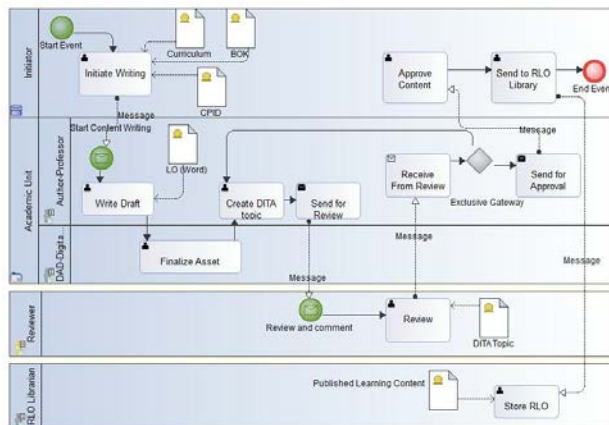 Initiator
Start Event
Curriculum
BOK
Initiate Writing
CPID
Approve
Content
Send to RLO
Library
End Event
Message
Start Content Writing
Message
Academic Unit
Author-Professor
LO (Word)
Write Draft
Create DITA
topic
Send for
Review
Receive
From Review
Exclusive Gateway
Send for
Approval
DAD-Digita...
Finalize Asset
Message
Message
Message
Reviewer
Review and comment
Review
DITA Topic
RLO Librarian
Published Learning Content
Store RLO